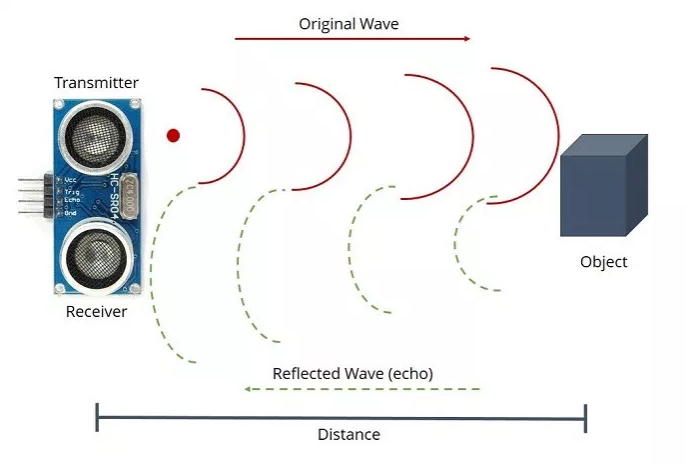 Original Wave
Transmitter
Vcc
Trig
Echo
Gnd
HC-SR04
Receiver
Object
Reflected Wave (echo)
Distance